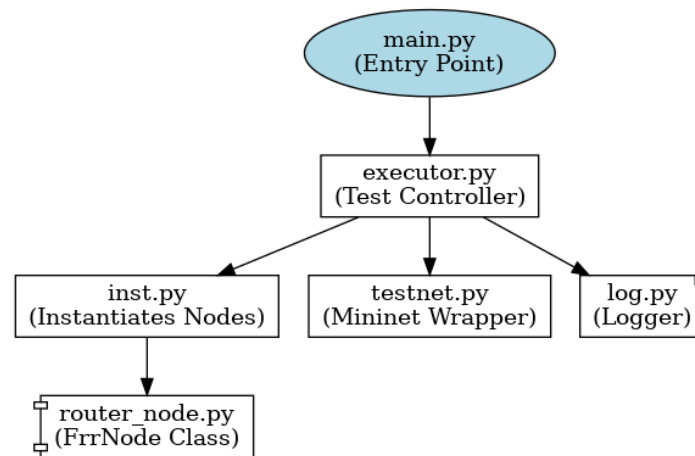 main.py
(Entry Point)
executor.py
(Test Controller)
inst.py
(Instantiates Nodes)
testnet.py
(Mininet Wrapper)
log.py
(Logger)
router_node.py
(FrrNode Class)